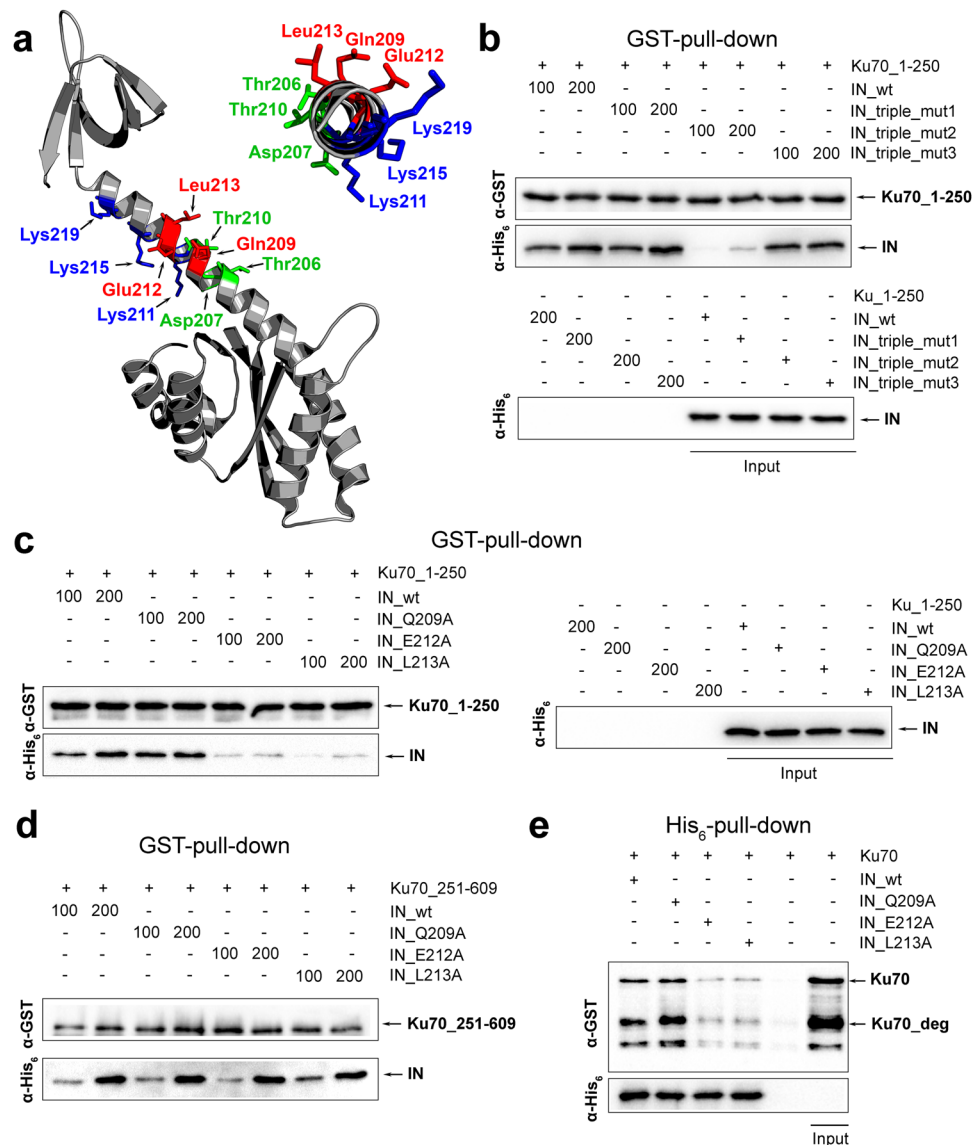 a
Leu213
Gln209
Glu212
Thr206
Thr210
Lys219
Asp207
Lys215
Lys211
Leu213
Thr210
Lys219
Gln209
Lys215
Thr206
Glu212
Lys211
Asp207
b
GST-pull-down
+ + + + + + + + Ku70_1-250
100 200 - - - - - - IN_wt
- - 100 200 - - - - IN_triple_mut1
- - - - 100 200 - - IN_triple_mut2
- - - - - - 100 200 IN_triple_mut3
α-GST
Ku70_1-250
α-His6
IN
- - - - - - - - Ku_1-250
200 - - - + - - - IN_wt
- 200 - - - + - - IN_triple_mut1
- - 200 - - - + - IN_triple_mut2
- - - 200 - - - + IN_triple_mut3
α-His6
IN
Input
c
GST-pull-down
+ + + + + + + + Ku70_1-250
100 200 - - - - - - IN_wt
- - 100 200 - - - - IN_Q209A
- - - - 100 200 - - IN_E212A
- - - - - - 100 200 IN_L213A
α-GST
Ku70_1-250
α-His6
IN
- - - - - - - - Ku_1-250
200 - - - + - - - IN_wt
- 200 - - - + - - IN_Q209A
- - 200 - - - + - IN_E212A
- - - 200 - - - + IN_L213A
α-His6
IN
Input
d
GST-pull-down
+ + + + + + + + Ku70_251-609
100 200 - - - - - - IN_wt
- - 100 200 - - - - IN_Q209A
- - - - 100 200 - - IN_E212A
- - - - - - 100 200 IN_L213A
α-GST
Ku70_251-609
α-His6
IN
e
His6-pull-down
+ + + + + + Ku70
+ - - - - - IN_wt
- + - - - - IN_Q209A
- - + - - - IN_E212A
- - - + - - IN_L213A
α-GST
Ku70
Ku70_deg
α-His6
Input